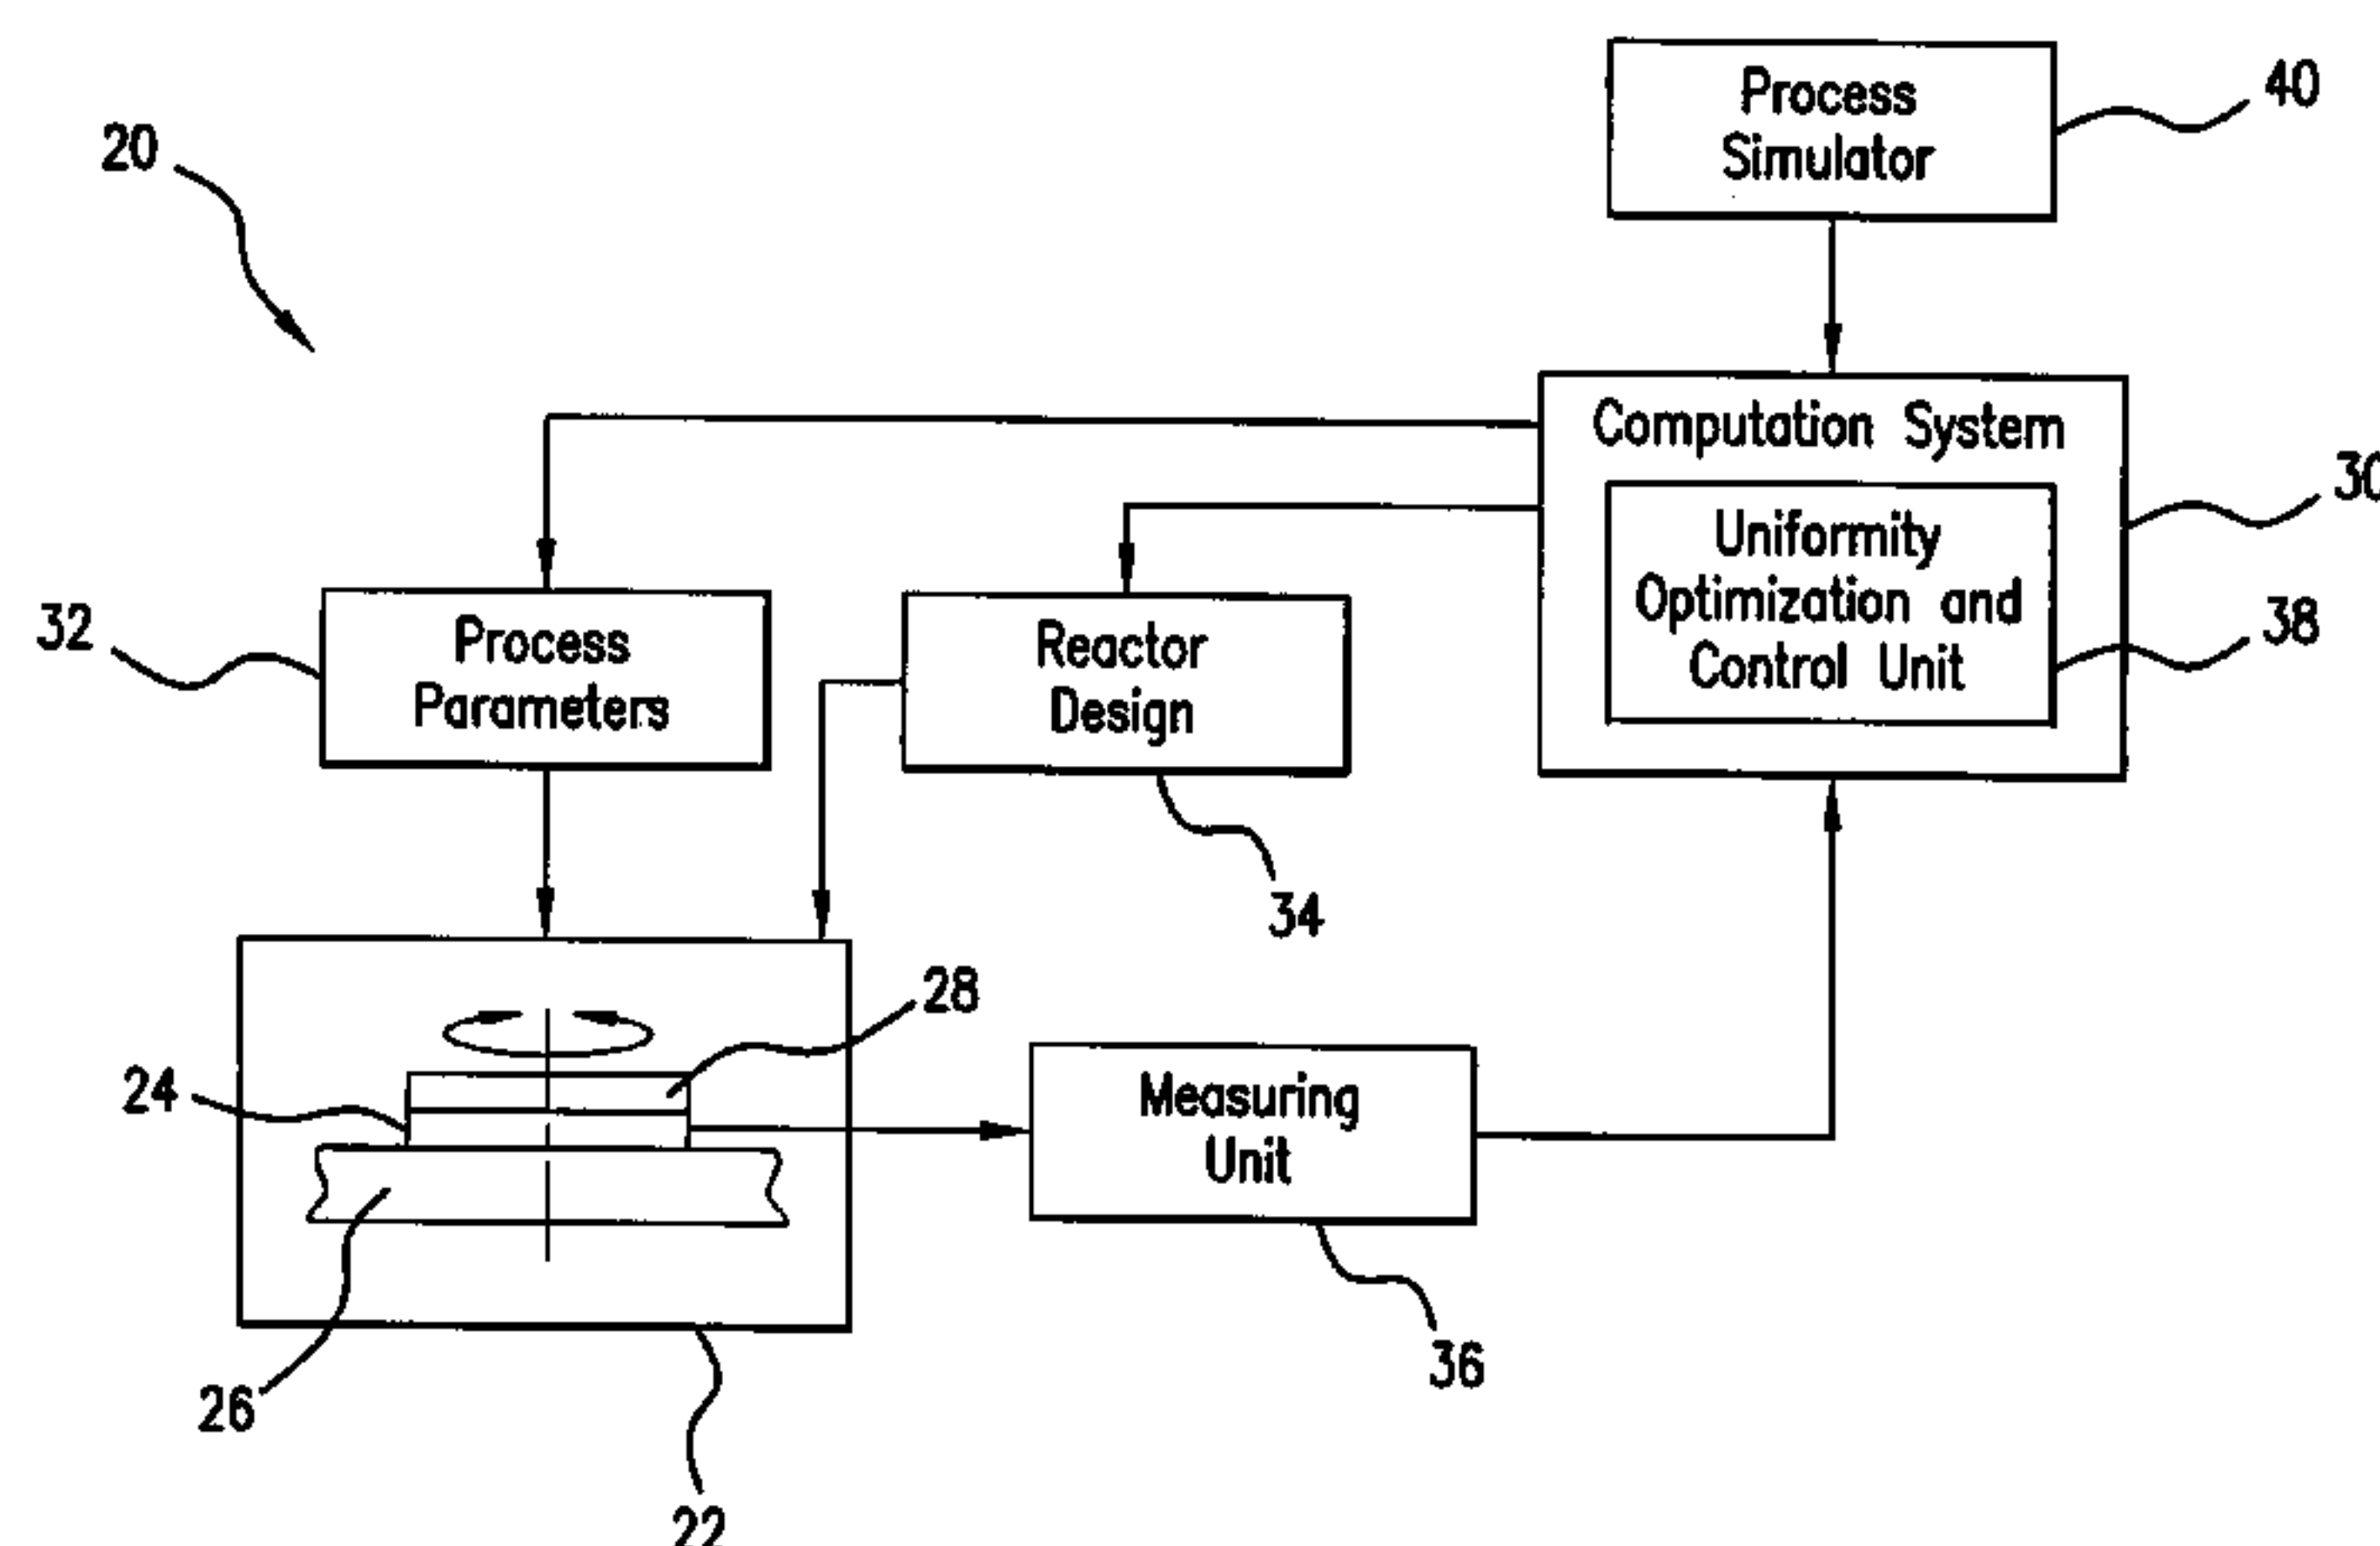 20
Process
Simulator
40
Computation System
30
Uniformity
Optimization and
Control Unit
38
32
Process
Parameters
Reactor
Design
34
28
24
Measuring
Unit
36
26
22